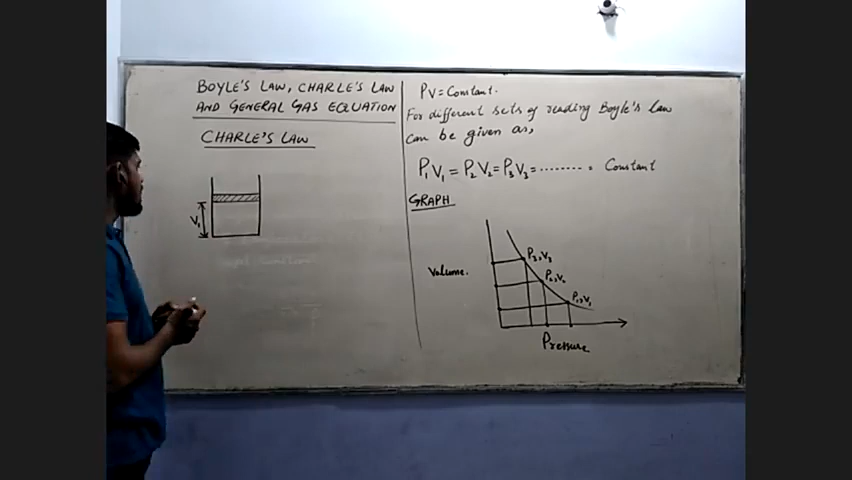 BOYLE'S LAW, CHARLE'S LAW
AND GENERAL GAS EQUATION
CHARLE'S LAW
V₁
PV = Constant.
For different sets of reading Boyle's law
can be given as,
P₁V₁ = P₂V₂ = P₃V₃ = ········ = Constant
GRAPH
Volume.
P₃,V₃
P₂,V₂
P₁,V₁
Pressure